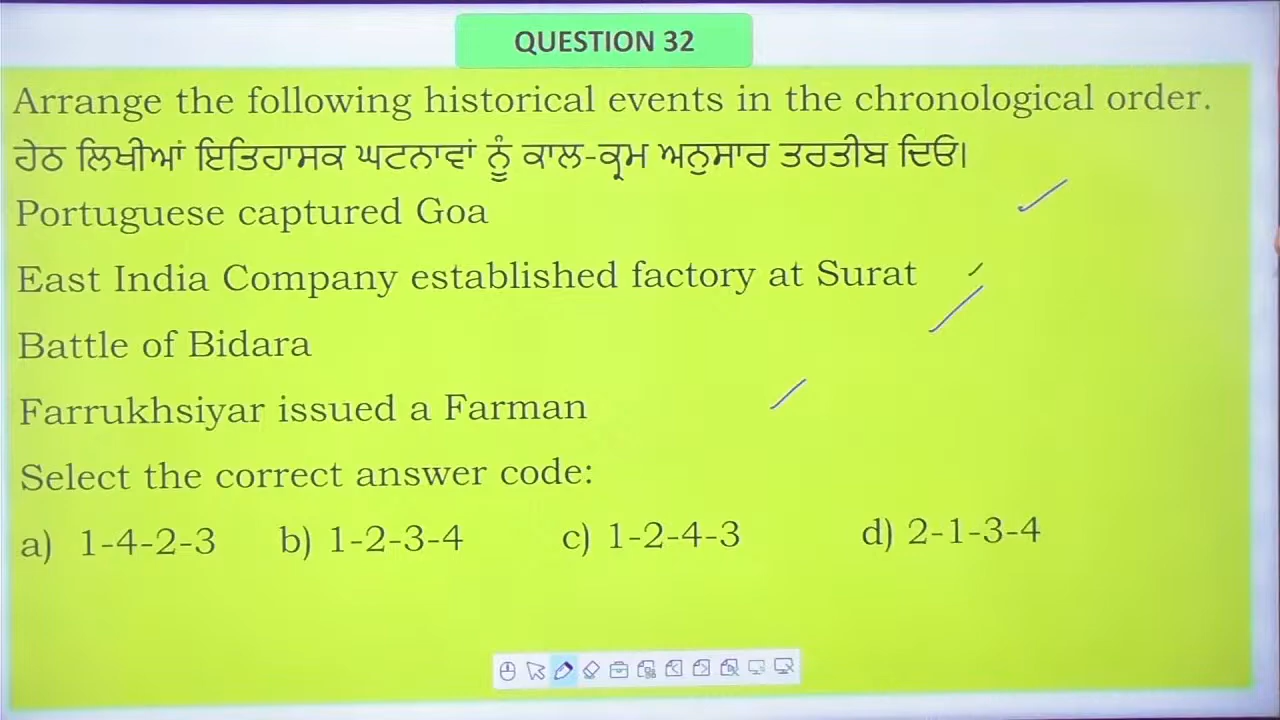 QUESTION 32
Arrange the following historical events in the chronological order.
ਹੇਠ ਲਿਖੀਆਂ ਇਤਿਹਾਸਕ ਘਟਨਾਵਾਂ ਨੂੰ ਕਾਲ-ਕ੍ਰਮ ਅਨੁਸਾਰ ਤਰਤੀਬ ਦਿਓ।
Portuguese captured Goa
East India Company established factory at Surat
Battle of Bidara
Farrukhsiyar issued a Farman
Select the correct answer code:
a) 1-4-2-3 b) 1-2-3-4 c) 1-2-4-3 d) 2-1-3-4